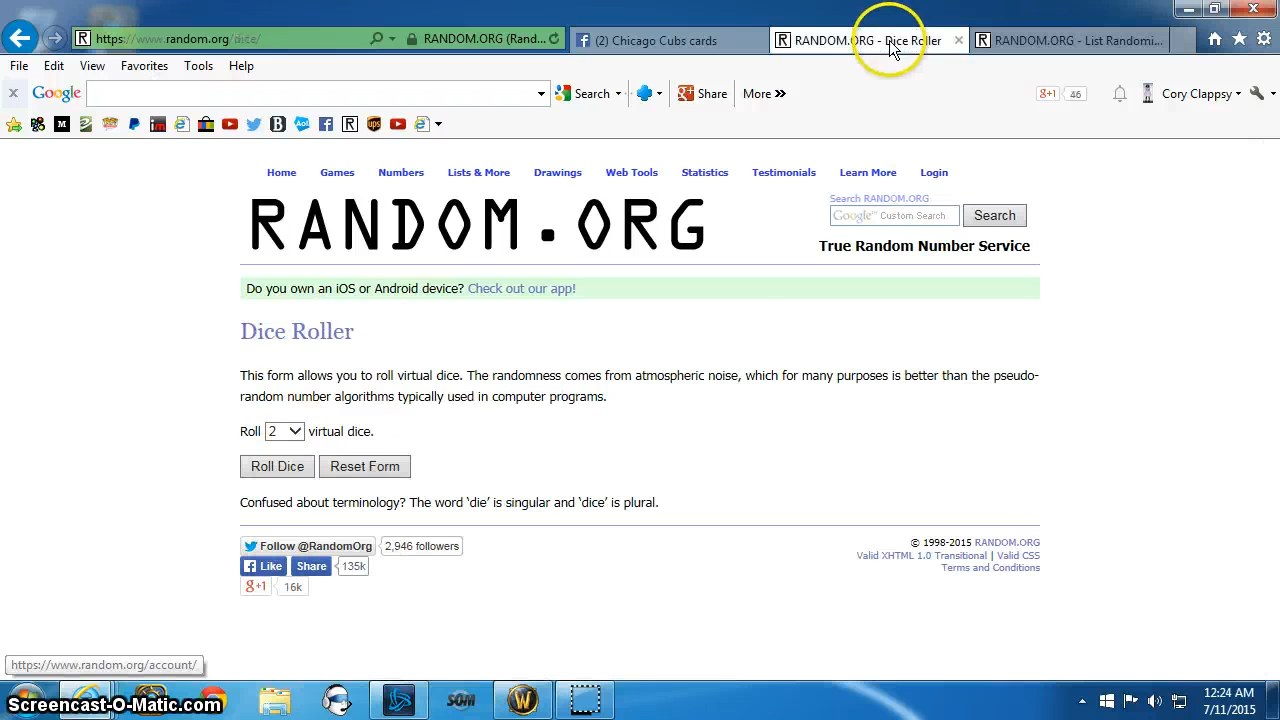 https://www.random.org/dice/
RANDOM.ORG (Rand...
(2) Chicago Cubs cards
RANDOM.ORG - Dice Roller
RANDOM.ORG - List Randomi...
File Edit View Favorites Tools Help
x Google Search Share More »
g+1 46 Cory Clappsy
Home Games Numbers Lists & More Drawings Web Tools Statistics Testimonials Learn More Login
RANDOM.ORG
Search RANDOM.ORG
Google™ Custom Search Search
True Random Number Service
Do you own an iOS or Android device? Check out our app!
Dice Roller
This form allows you to roll virtual dice. The randomness comes from atmospheric noise, which for many purposes is better than the pseudo-
random number algorithms typically used in computer programs.
Roll 2 virtual dice.
Roll Dice Reset Form
Confused about terminology? The word ‘die’ is singular and ‘dice’ is plural.
Follow @RandomOrg 2,946 followers
Like Share 135k
g+1 16k
© 1998-2015 RANDOM.ORG
Valid XHTML 1.0 Transitional | Valid CSS
Terms and Conditions
https://www.random.org/account/
Screencast-O-Matic.com
SOM
12:24 AM
7/11/2015